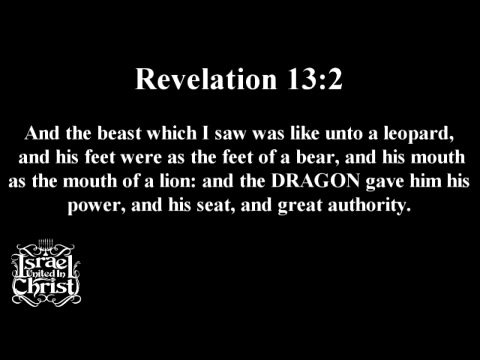 Revelation 13:2
And the beast which I saw was like unto a leopard,
and his feet were as the feet of a bear, and his mouth
as the mouth of a lion: and the DRAGON gave him his
power, and his seat, and great authority.
Israel
United In
Christ